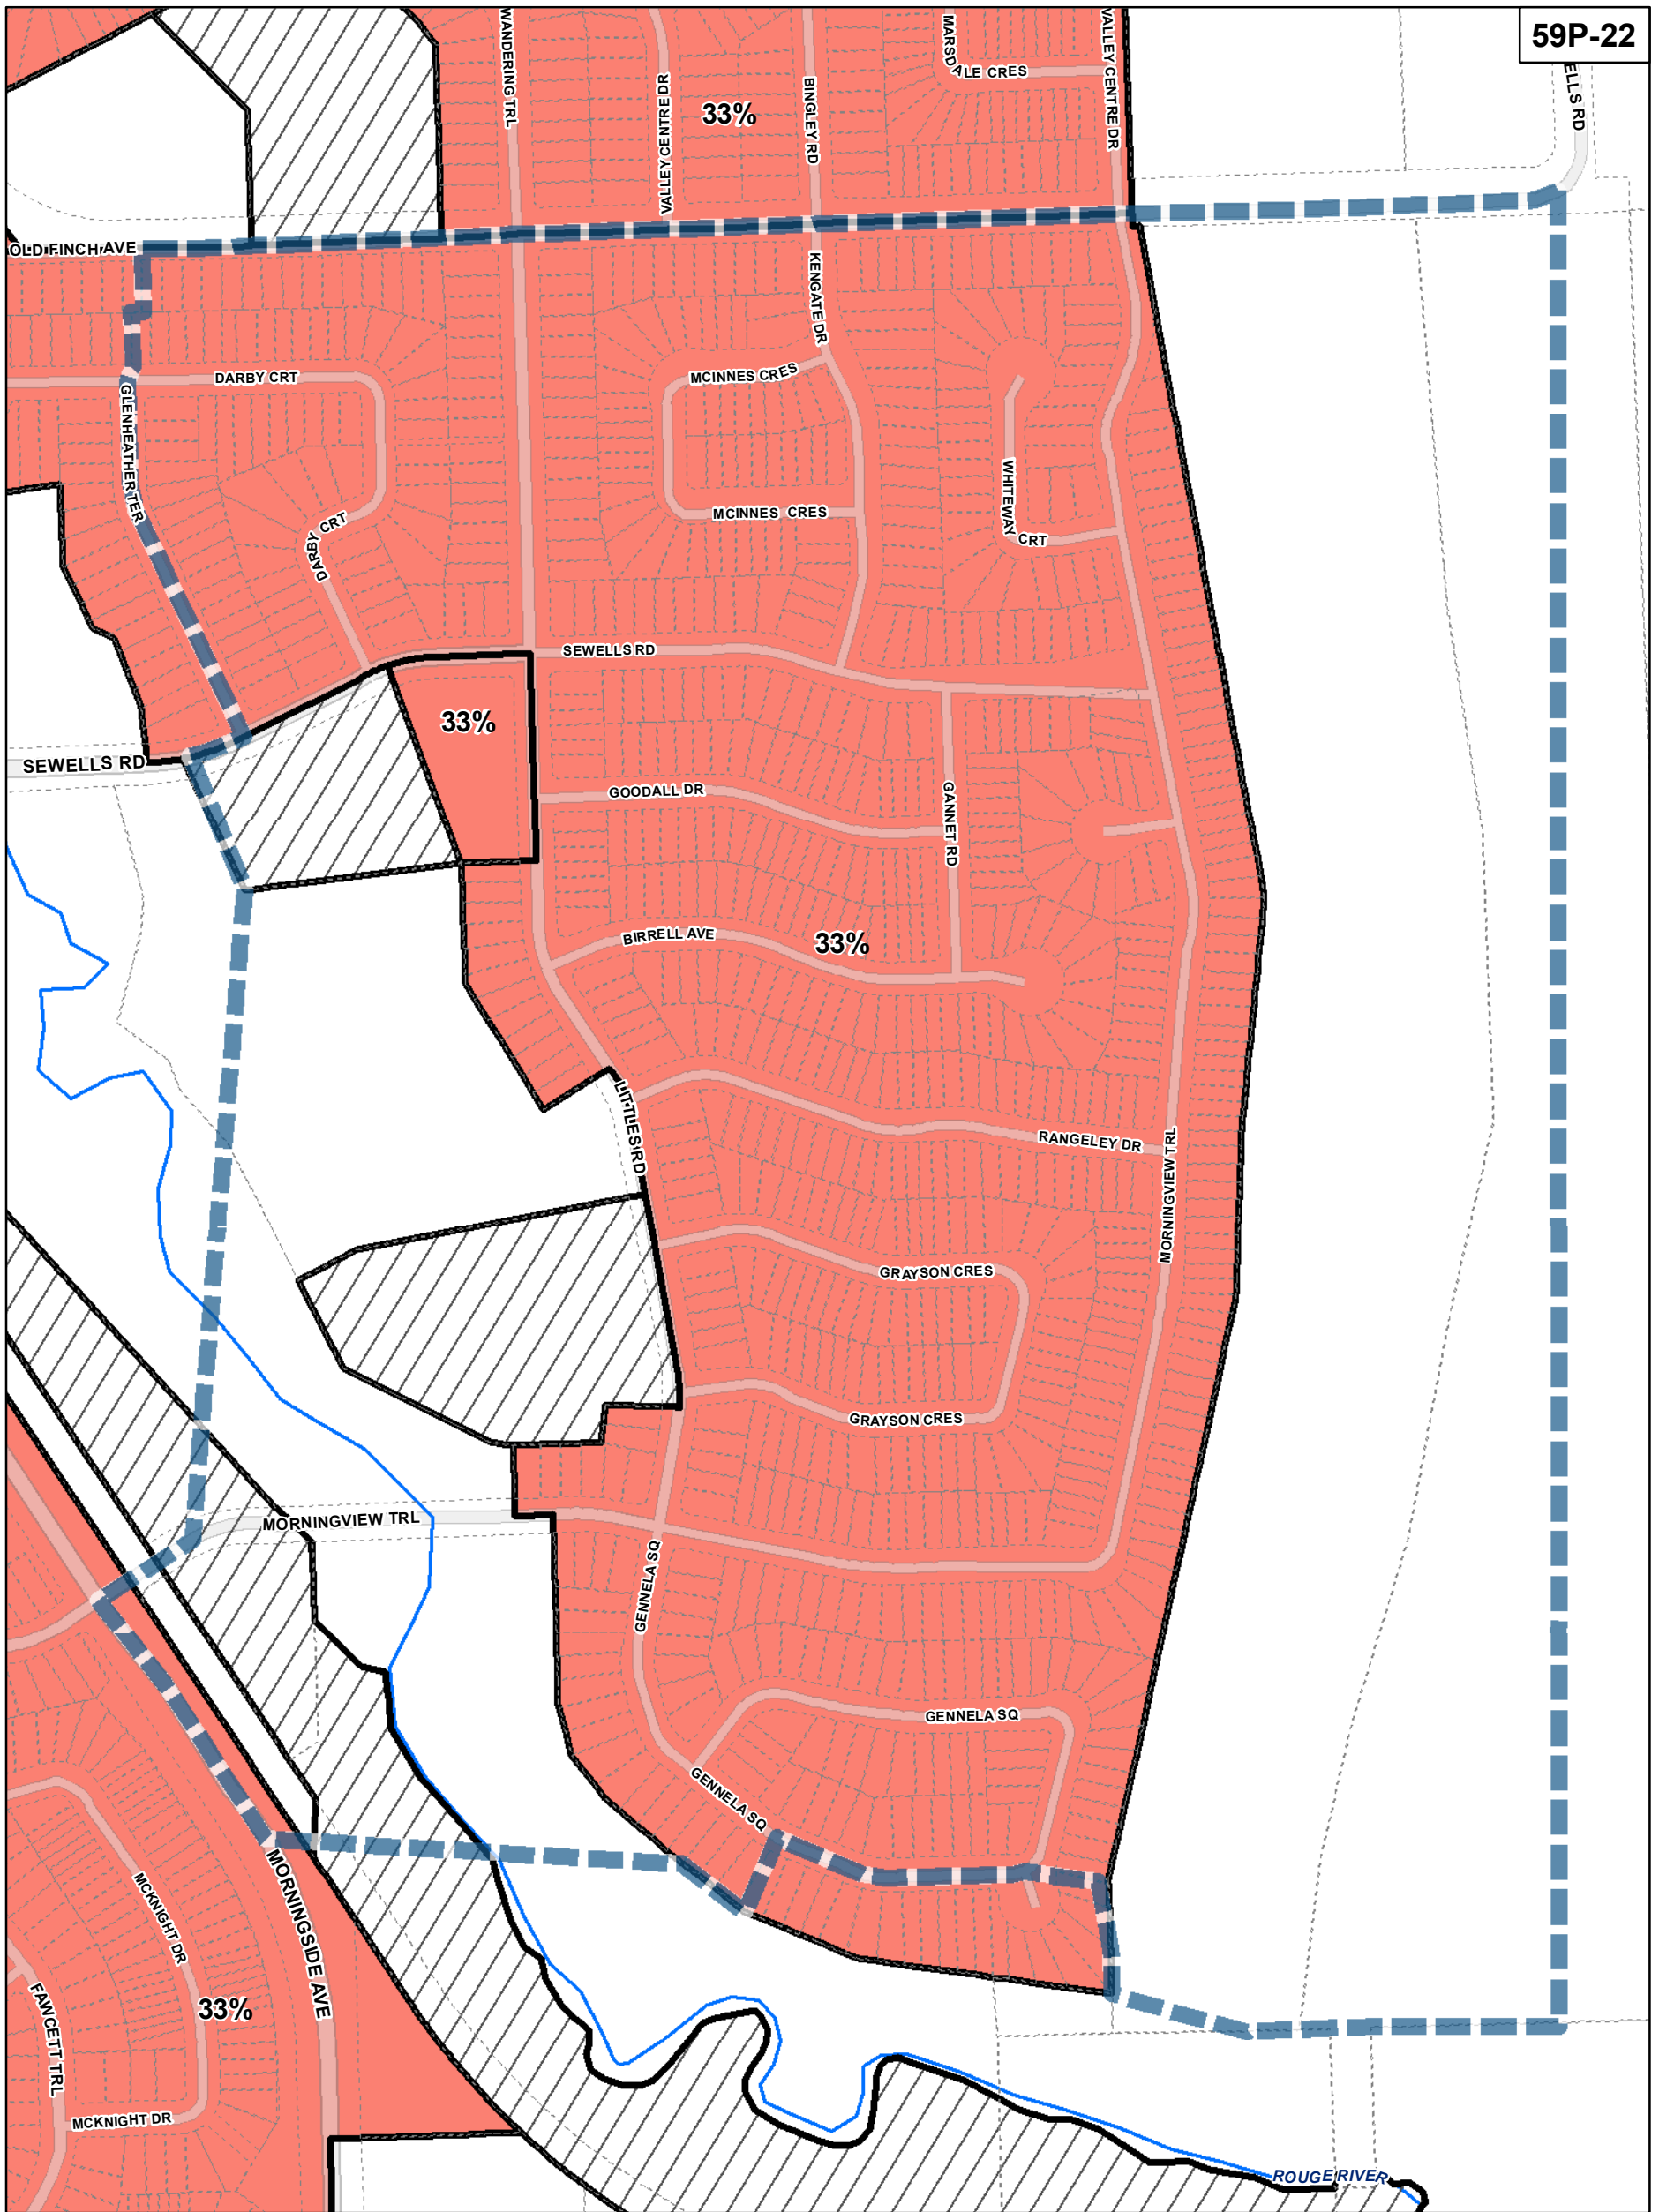 59P-22
WANDERING TRL
VALLEY CENTRE DR
33%
BINGLEY RD
MARSDALE CRES
VALLEY CENTRE DR
ELLS RD
OLD FINCH AVE
KENGATE DR
DARBY CRT
GLENHEATHER TER
MCINNES CRES
WHITEWAY CRT
MCINNES CRES
DARBY CRT
SEWELLS RD
33%
SEWELLS RD
GOODALL DR
GANNET RD
BIRRELL AVE
33%
LITTLES RD
RANGELEY DR
MORNINGVIEW TRL
GRAYSON CRES
GRAYSON CRES
MORNINGVIEW TRL
GENNELA SQ
GENNELA SQ
GENNELA SQ
MORNINGSIDE AVE
MCKNIGHT DR
33%
FAWCETT TRL
MCKNIGHT DR
ROUGE RIVER